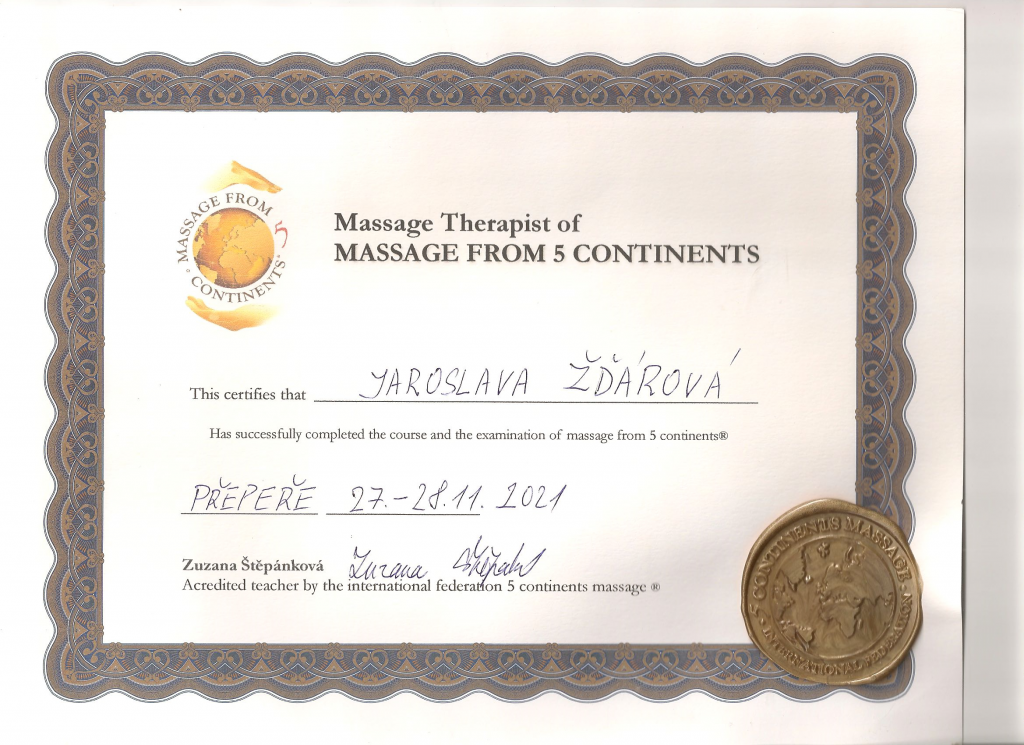 MASSAGE FROM 5 CONTINENTS
Massage Therapist of
MASSAGE FROM 5 CONTINENTS
This certifies that JAROSLAVA ŽĎÁROVÁ
Has successfully completed the course and the examination of massage from 5 continents®
PŘEPEŘE 27.-28.11. 2021
Zuzana Štěpánková Zuzana
Acredited teacher by the international federation 5 continents massage ®
5 CONTINENTS MASSAGE
INTERNATIONAL FEDERATION